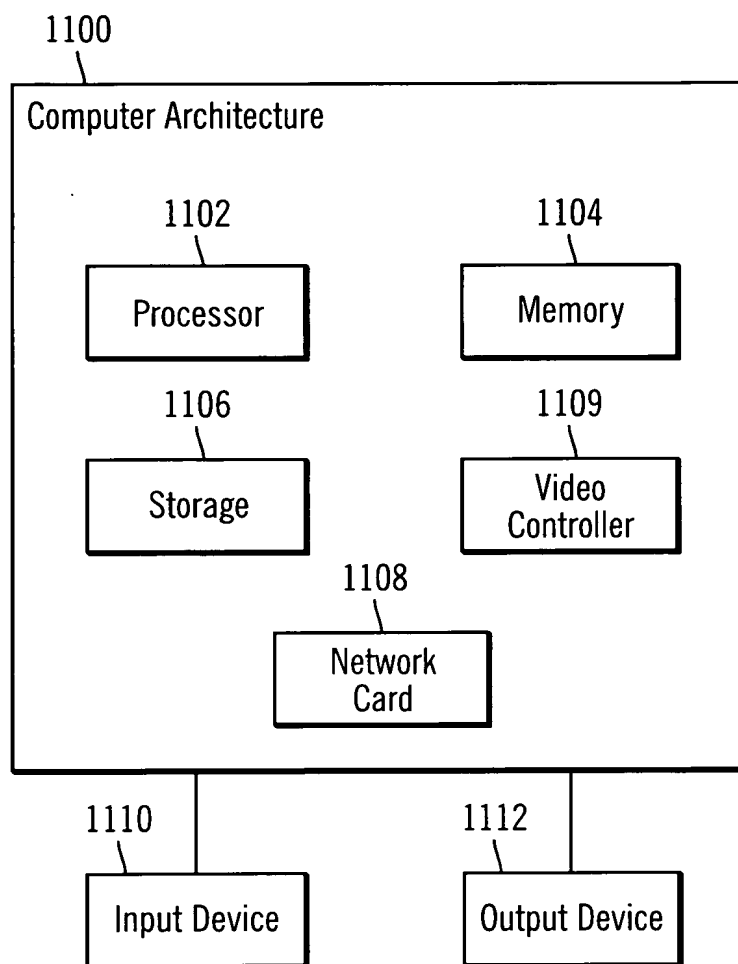 1100
Computer Architecture
1102
1104
Processor
Memory
1106
1109
Storage
Video
Controller
1108
Network
Card
1110
1112
Input Device
Output Device